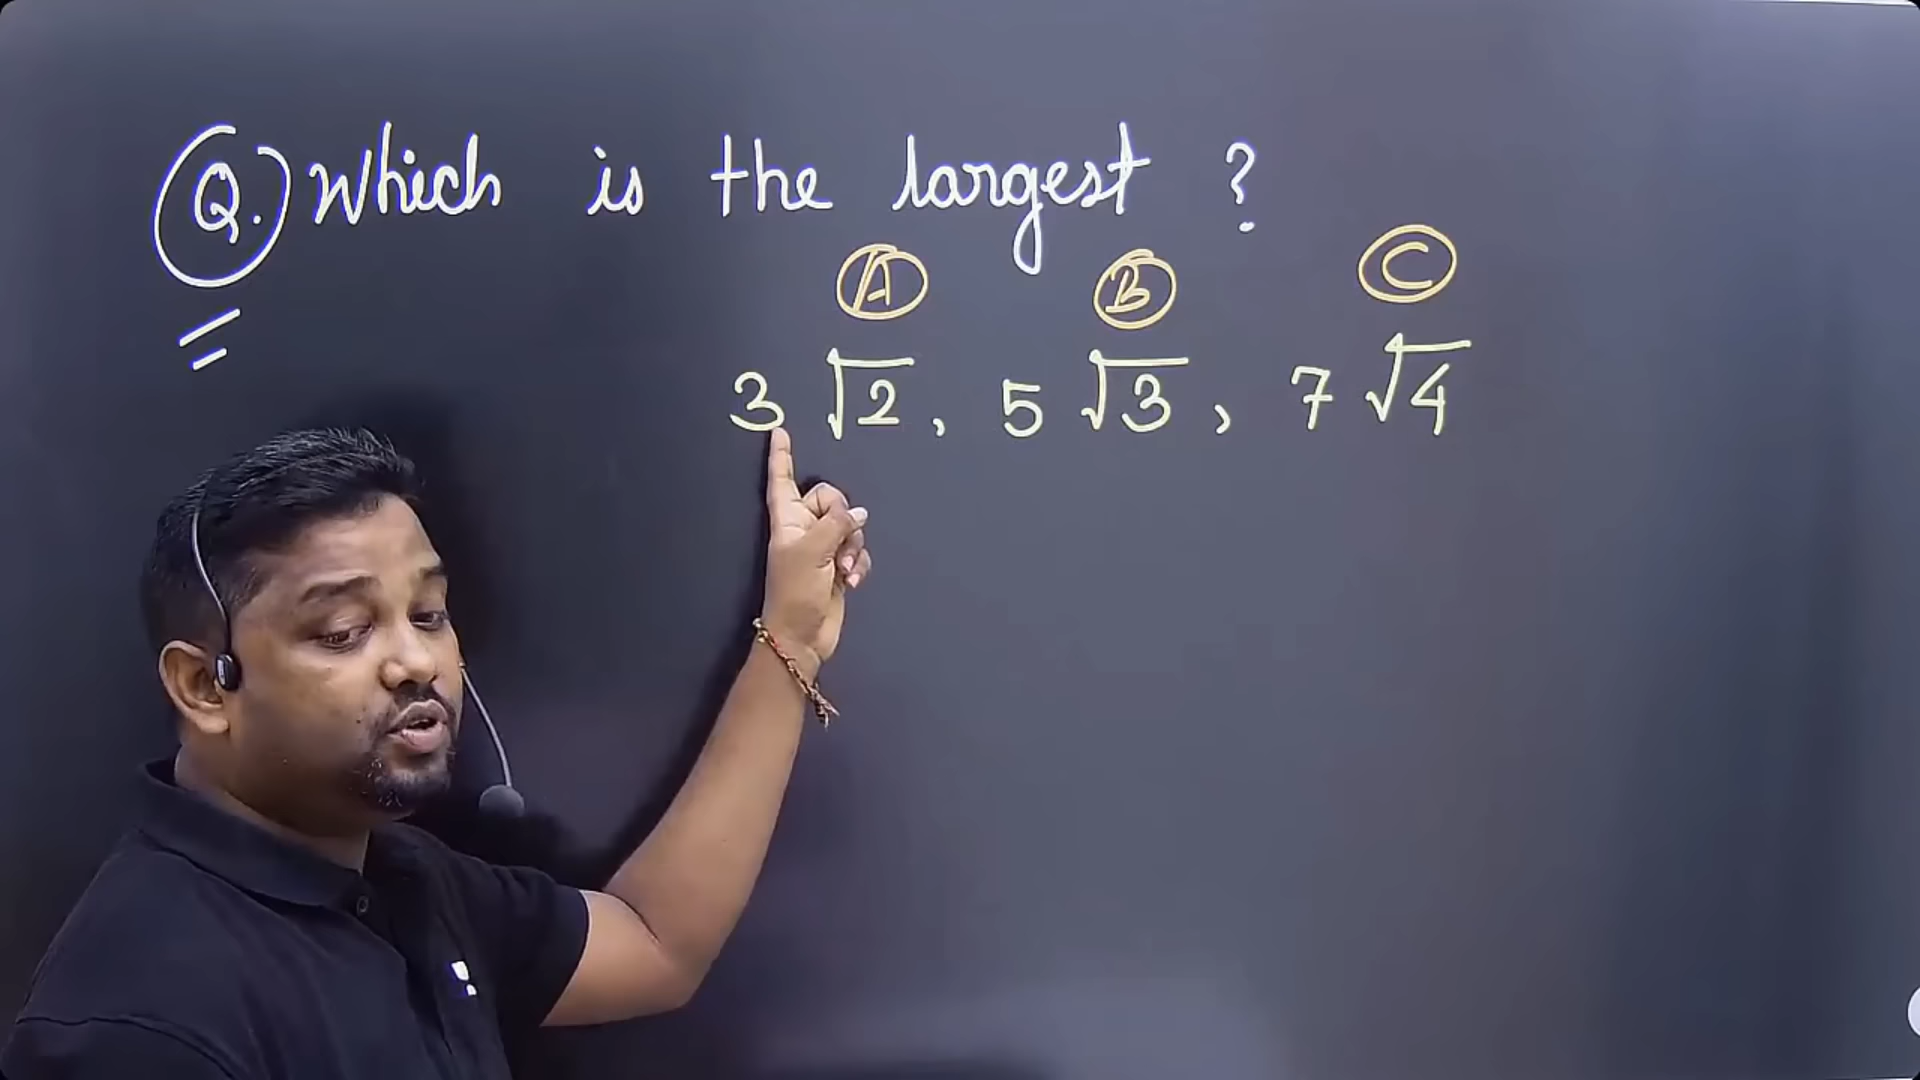 Q. Which is the largest ?
A B C
3 √2, 5 √3, 7 √4